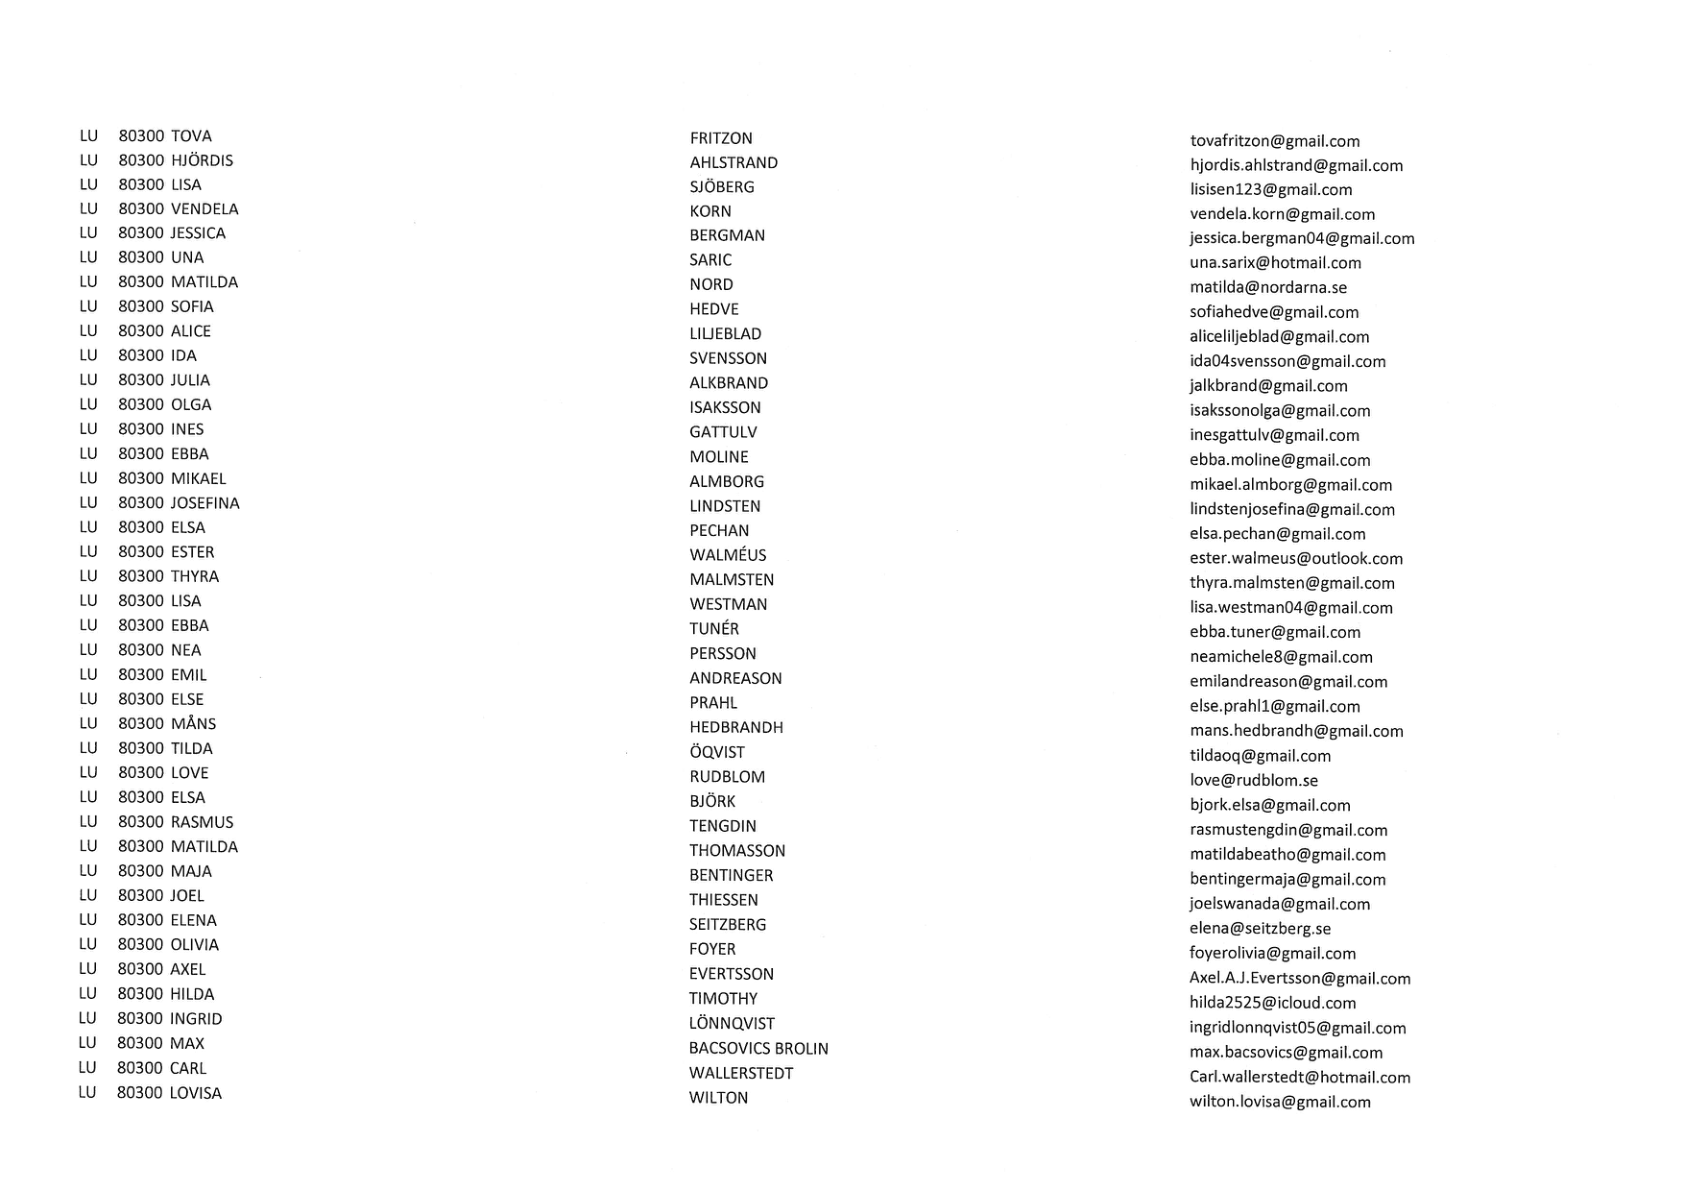 LU 80300 TOVA FRITZON tovafritzon@gmail.com
LU 80300 HJÖRDIS AHLSTRAND hjordis.ahlstrand@gmail.com
LU 80300 LISA SJÖBERG lisisen123@gmail.com
LU 80300 VENDELA KORN vendela.korn@gmail.com
LU 80300 JESSICA BERGMAN jessica.bergman04@gmail.com
LU 80300 UNA SARIC una.sarix@hotmail.com
LU 80300 MATILDA NORD matilda@nordarna.se
LU 80300 SOFIA HEDVE sofiahedve@gmail.com
LU 80300 ALICE LILJEBLAD aliceliljeblad@gmail.com
LU 80300 IDA SVENSSON ida04svensson@gmail.com
LU 80300 JULIA ALKBRAND jalkbrand@gmail.com
LU 80300 OLGA ISAKSSON isakssonolga@gmail.com
LU 80300 INES GATTULV inesgattulv@gmail.com
LU 80300 EBBA MOLINE ebba.moline@gmail.com
LU 80300 MIKAEL ALMBORG mikael.almborg@gmail.com
LU 80300 JOSEFINA LINDSTEN lindstenjosefina@gmail.com
LU 80300 ELSA PECHAN elsa.pechan@gmail.com
LU 80300 ESTER WALMÉUS ester.walmeus@outlook.com
LU 80300 THYRA MALMSTEN thyra.malmsten@gmail.com
LU 80300 LISA WESTMAN lisa.westman04@gmail.com
LU 80300 EBBA TUNÉR ebba.tuner@gmail.com
LU 80300 NEA PERSSON neamichele8@gmail.com
LU 80300 EMIL ANDREASON emilandreason@gmail.com
LU 80300 ELSE PRAHL else.prahl1@gmail.com
LU 80300 MÅNS HEDBRANDH mans.hedbrandh@gmail.com
LU 80300 TILDA ÖQVIST tildaoq@gmail.com
LU 80300 LOVE RUDBLOM love@rudblom.se
LU 80300 ELSA BJÖRK bjork.elsa@gmail.com
LU 80300 RASMUS TENGDIN rasmustengdin@gmail.com
LU 80300 MATILDA THOMASSON matildabeatho@gmail.com
LU 80300 MAJA BENTINGER bentingermaja@gmail.com
LU 80300 JOEL THIESSEN joelswanada@gmail.com
LU 80300 ELENA SEITZBERG elena@seitzberg.se
LU 80300 OLIVIA FOYER foyerolivia@gmail.com
LU 80300 AXEL EVERTSSON Axel.A.J.Evertsson@gmail.com
LU 80300 HILDA TIMOTHY hilda2525@icloud.com
LU 80300 INGRID LÖNNQVIST ingridlonnqvist05@gmail.com
LU 80300 MAX BACSOVICS BROLIN max.bacsovics@gmail.com
LU 80300 CARL WALLERSTEDT Carl.wallerstedt@hotmail.com
LU 80300 LOVISA WILTON wilton.lovisa@gmail.com